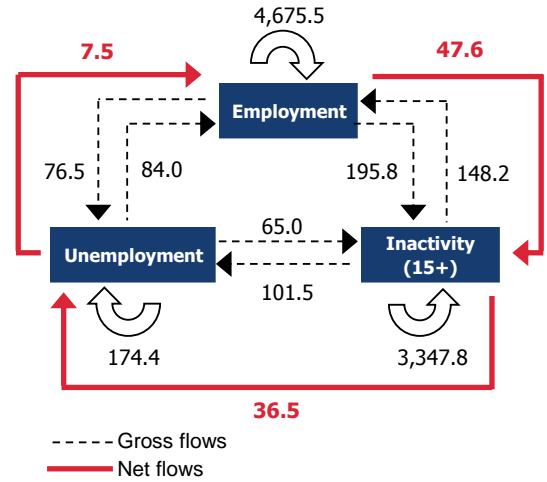 4,675.5
7.5
47.6
Employment
76.5
84.0
195.8
148.2
65.0
Unemployment
Inactivity
(15+)
101.5
174.4
3,347.8
36.5
Gross flows
Net flows